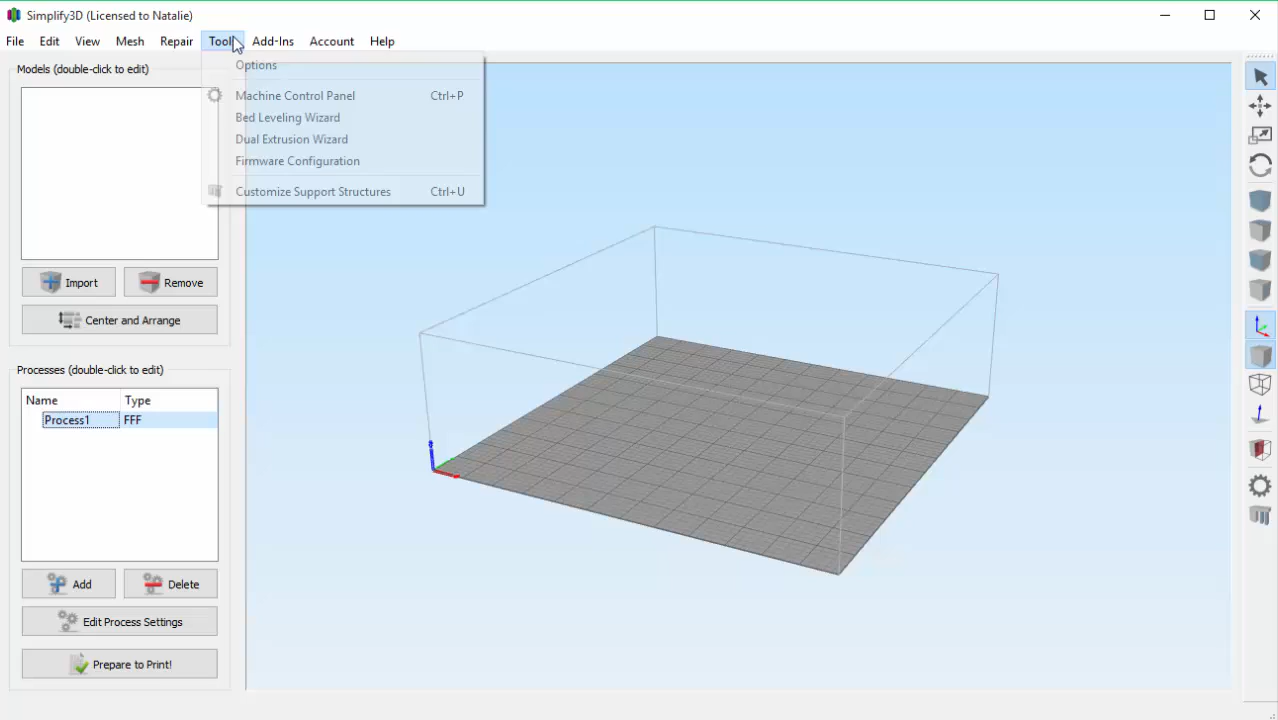 Simplify3D (Licensed to Natalie)
File Edit View Mesh Repair Tool Add-Ins Account Help
Models (double-click to edit)
Options
Machine Control Panel Ctrl+P
Bed Leveling Wizard
Dual Extrusion Wizard
Firmware Configuration
Customize Support Structures Ctrl+U
Import Remove
Center and Arrange
Processes (double-click to edit)
Name Type
Process1 FFF
Add Delete
Edit Process Settings
Prepare to Print!